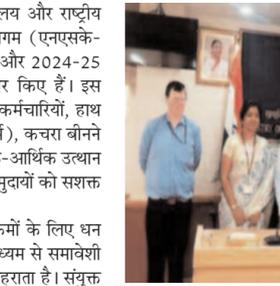 लय और राष्ट्रीय
गम (एनएसके-
और 2024-25
र किए हैं। इस
कर्मचारियों, हाथ
), कचरा बीनने
-आर्थिक उत्थान
मुदायों को सशक्त
क्रमों के लिए धन
ध्यम से समावेशी
हराता है। संयुक्त